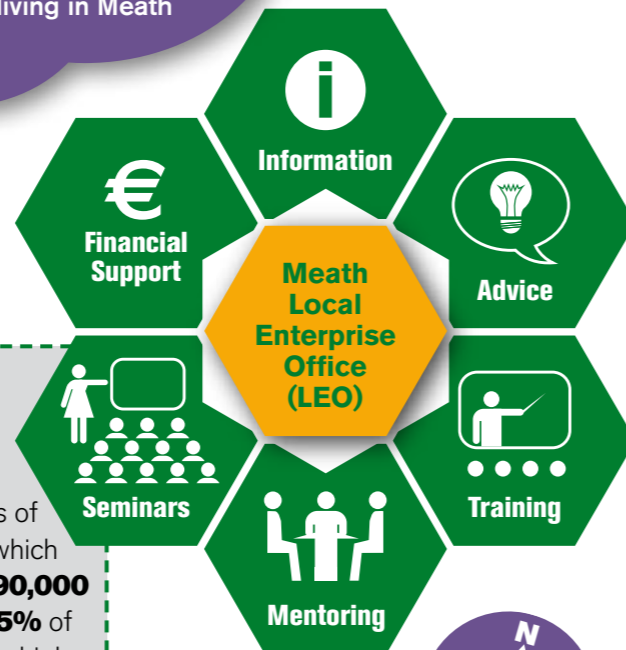 living in Meath
i
Information
€
Financial
Support
Advice
Meath
Local
Enterprise
Office
(LEO)
Seminars
Training
Mentoring
s of
which
90,000
5% of
N